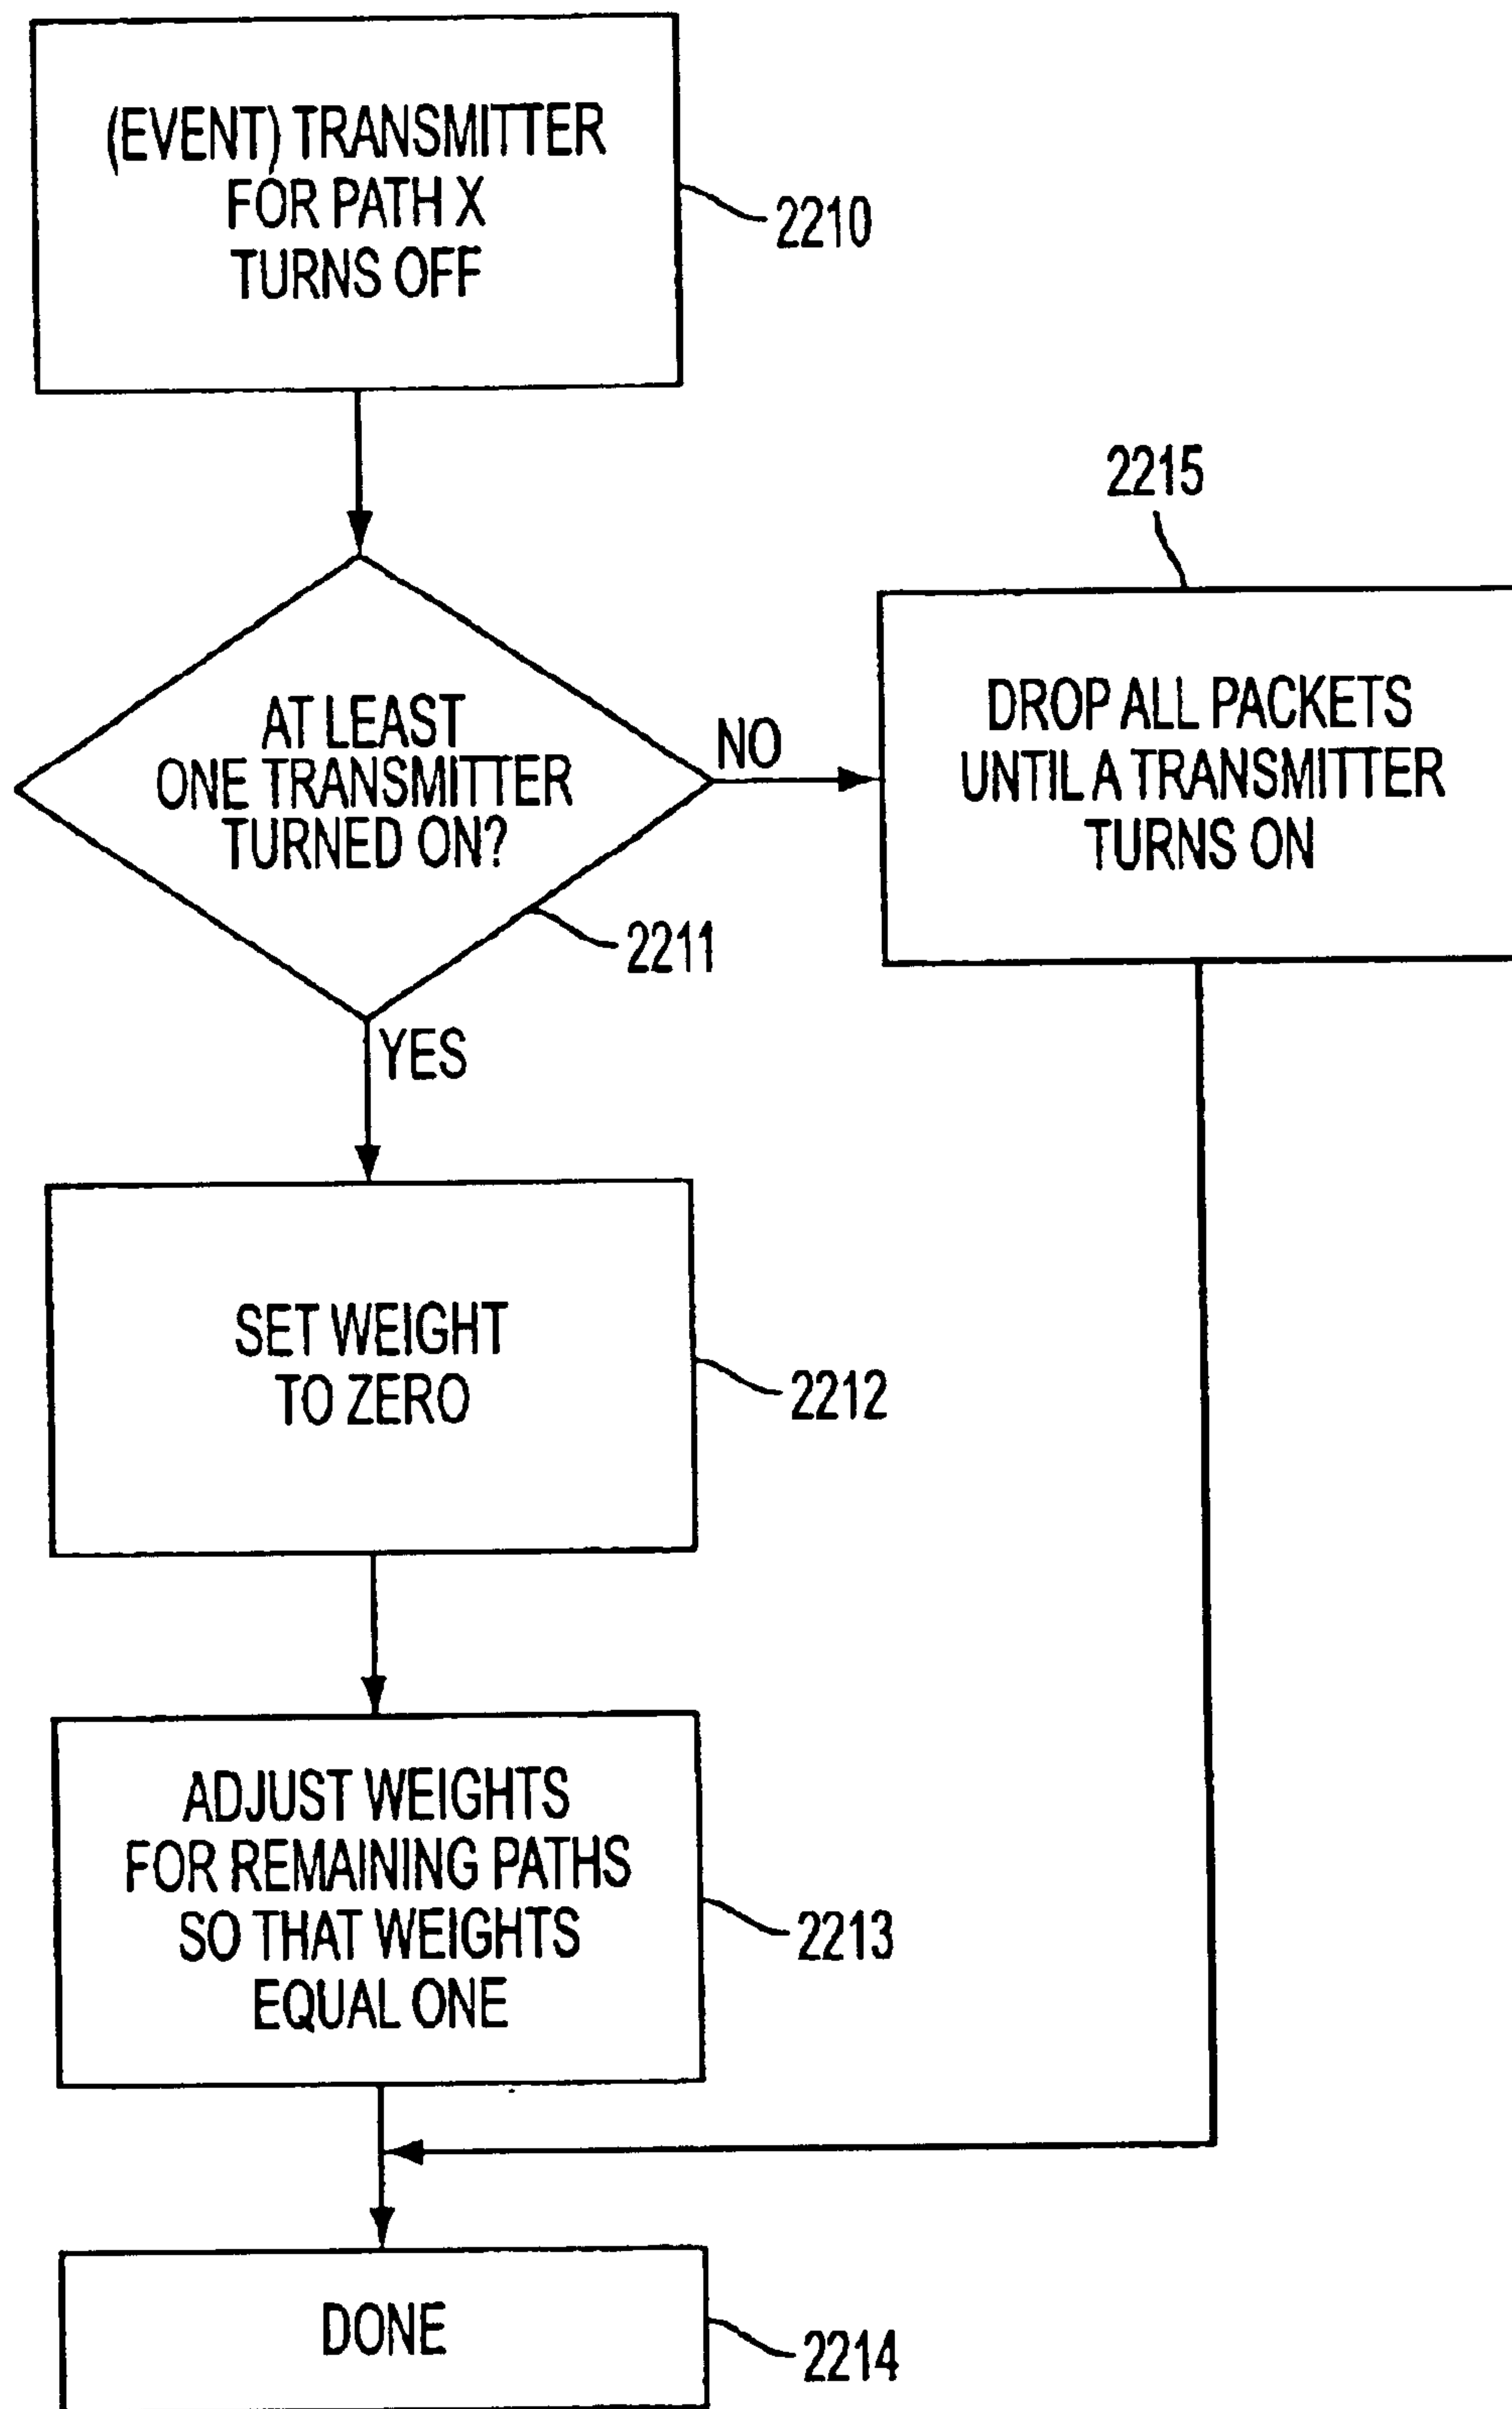 (EVENT) TRANSMITTER
FOR PATH X
TURNS OFF
2210
2215
AT LEAST
ONE TRANSMITTER
TURNED ON?
NO
DROP ALL PACKETS
UNTIL A TRANSMITTER
TURNS ON
2211
YES
SET WEIGHT
TO ZERO
2212
ADJUST WEIGHTS
FOR REMAINING PATHS
SO THAT WEIGHTS
EQUAL ONE
2213
DONE
2214